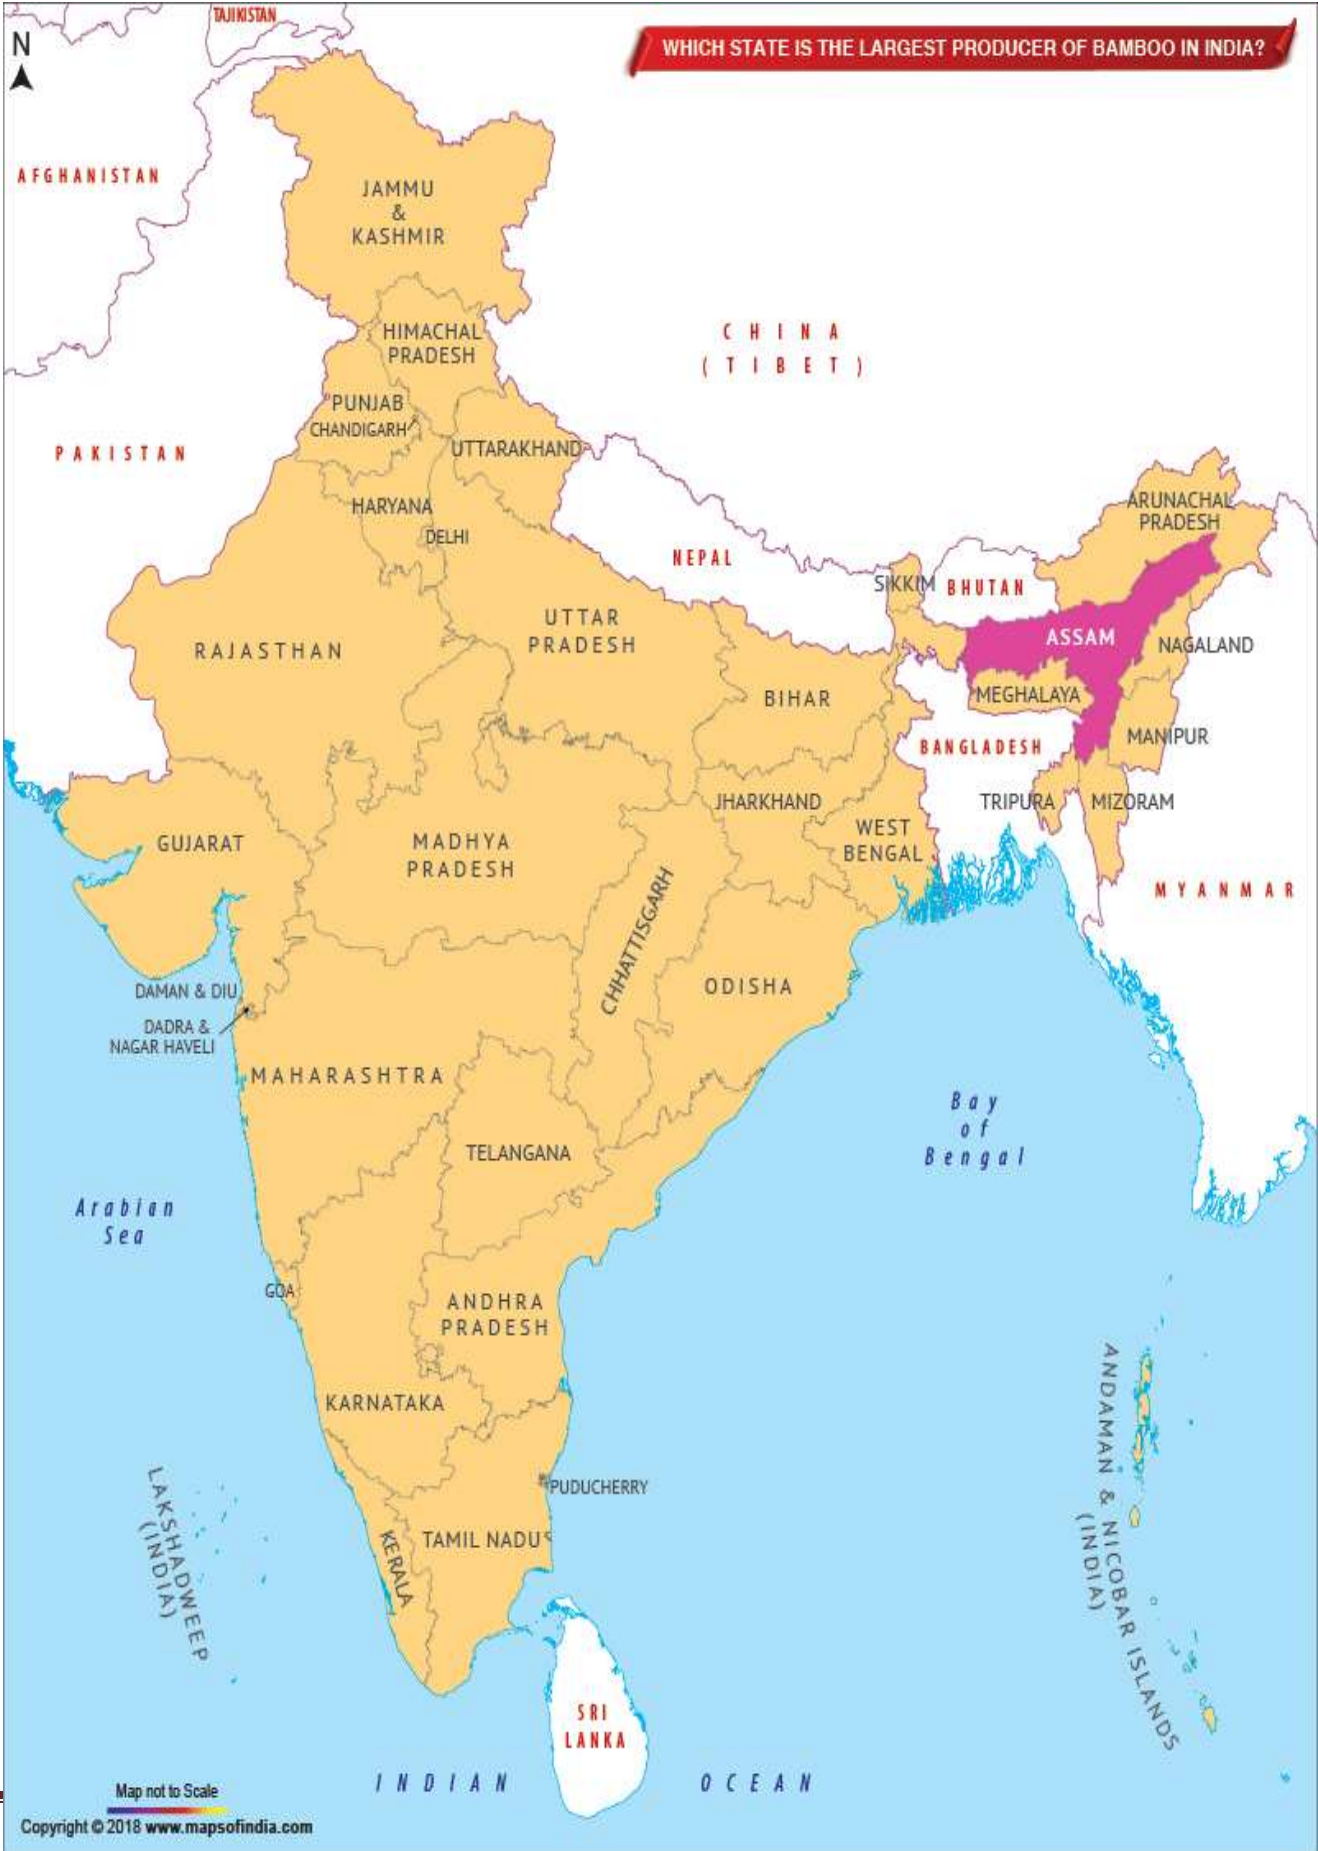 TAJIKISTAN
N
WHICH STATE IS THE LARGEST PRODUCER OF BAMBOO IN INDIA?
AFGHANISTAN
JAMMU
&
KASHMIR
HIMACHAL
PRADESH
CHINA
(TIBET)
PUNJAB
CHANDIGARH
PAKISTAN
UTTARAKHAND
HARYANA
DELHI
ARUNACHAL
PRADESH
NEPAL
SIKKIM
BHUTAN
UTTAR
PRADESH
RAJASTHAN
ASSAM
NAGALAND
BIHAR
MEGHALAYA
MANIPUR
BANGLADESH
JHARKHAND
TRIPURA
MIZORAM
GUJARAT
MADHYA
PRADESH
WEST
BENGAL
MYANMAR
CHHATTISGARH
ODISHA
DAMAN & DIU
DADRA &
NAGAR HAVELI
MAHARASHTRA
Bay
of
Bengal
TELANGANA
Arabian
Sea
GOA
ANDHRA
PRADESH
KARNATAKA
ANDAMAN & NICOBAR ISLANDS
(INDIA)
LAKSHADWEEP
(INDIA)
PUDUCHERRY
KERALA
TAMIL NADU
SRI
LANKA
INDIAN OCEAN
Map not to Scale
Copyright © 2018 www.mapsofindia.com